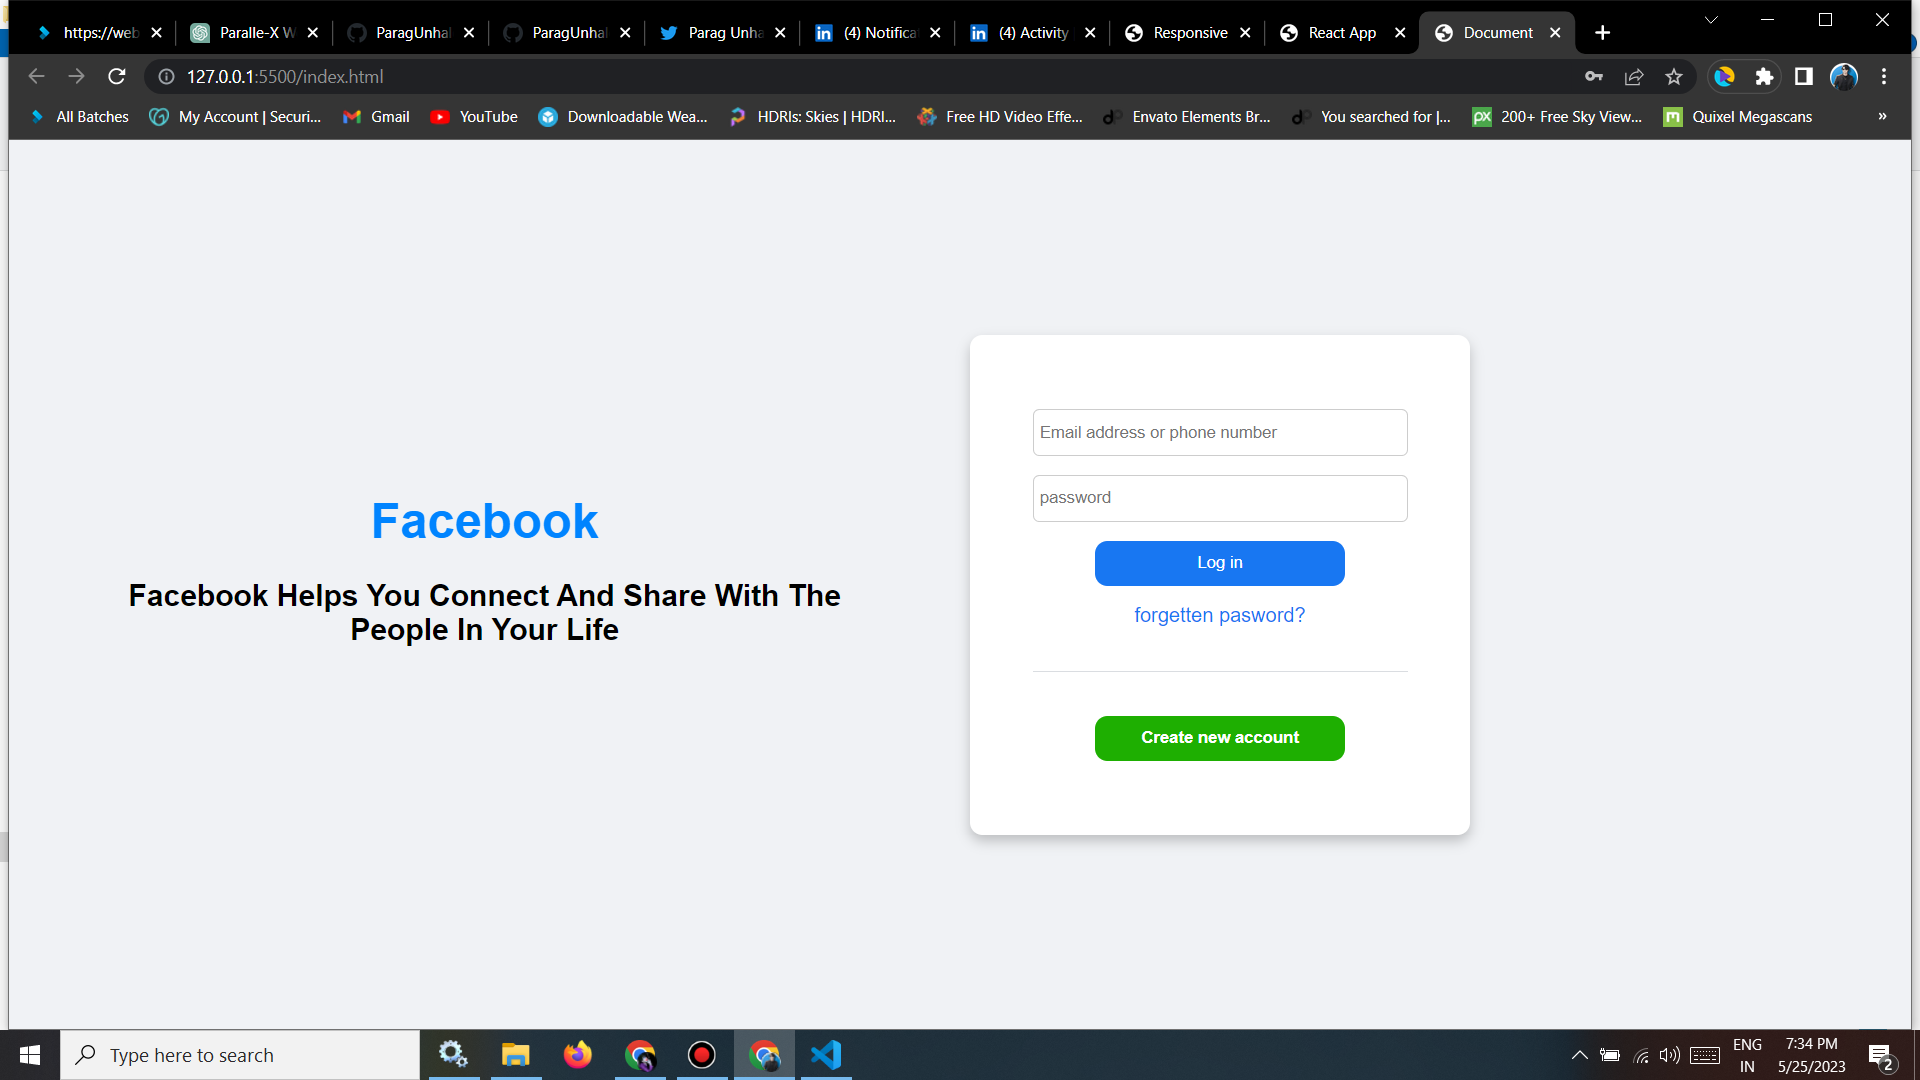 https://web
Paralle-X W
ParagUnhal
ParagUnhal
Parag Unha
(4) Notifica
(4) Activity
Responsive
React App
Document
127.0.0.1:5500/index.html
All Batches
My Account | Securi...
Gmail
YouTube
Downloadable Wea...
HDRIs: Skies | HDRI...
Free HD Video Effe...
Envato Elements Br...
You searched for |...
200+ Free Sky View...
Quixel Megascans
»
Email address or phone number
password
Log in
forgetten pasword?
Create new account
Facebook
Facebook Helps You Connect And Share With The
People In Your Life
Type here to search
ENG
IN
7:34 PM
5/25/2023
2